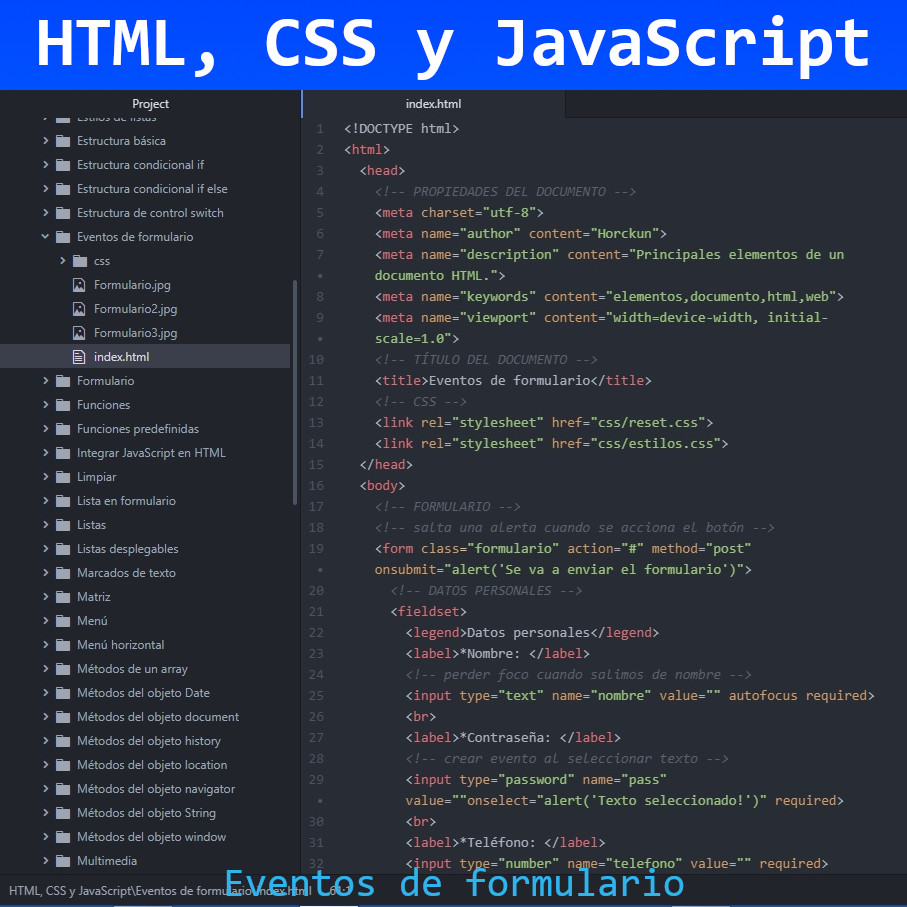 HTML, CSS y JavaScript
Project
Estilos de listas
Estructura básica
Estructura condicional if
Estructura condicional if else
Estructura de control switch
Eventos de formulario
css
Formulario.jpg
Formulario2.jpg
Formulario3.jpg
index.html
Formulario
Funciones
Funciones predefinidas
Integrar JavaScript en HTML
Limpiar
Lista en formulario
Listas
Listas desplegables
Marcados de texto
Matriz
Menú
Menú horizontal
Métodos de un array
Métodos del objeto Date
Métodos del objeto document
Métodos del objeto history
Métodos del objeto location
Métodos del objeto navigator
Métodos del objeto String
Métodos del objeto window
Multimedia
index.html
1 <!DOCTYPE html>
2 <html>
3 <head>
4 <!-- PROPIEDADES DEL DOCUMENTO -->
5 <meta charset="utf-8">
6 <meta name="author" content="Horckun">
7 <meta name="description" content="Principales elementos de un
• documento HTML.">
8 <meta name="keywords" content="elementos,documento,html,web">
9 <meta name="viewport" content="width=device-width, initial-
• scale=1.0">
10 <!-- TÍTULO DEL DOCUMENTO -->
11 <title>Eventos de formulario</title>
12 <!-- CSS -->
13 <link rel="stylesheet" href="css/reset.css">
14 <link rel="stylesheet" href="css/estilos.css">
15 </head>
16 <body>
17 <!-- FORMULARIO -->
18 <!-- salta una alerta cuando se acciona el botón -->
19 <form class="formulario" action="#" method="post"
• onsubmit="alert('Se va a enviar el formulario')">
20 <!-- DATOS PERSONALES -->
21 <fieldset>
22 <legend>Datos personales</legend>
23 <label>*Nombre: </label>
24 <!-- perder foco cuando salimos de nombre -->
25 <input type="text" name="nombre" value="" autofocus required>
26 <br>
27 <label>*Contraseña: </label>
28 <!-- crear evento al seleccionar texto -->
29 <input type="password" name="pass"
• value=""onselect="alert('Texto seleccionado!')" required>
30 <br>
31 <label>*Teléfono: </label>
32 <input type="number" name="telefono" value="" required>
HTML, CSS y JavaScript\Eventos de formulario\index.html
Eventos de formulario